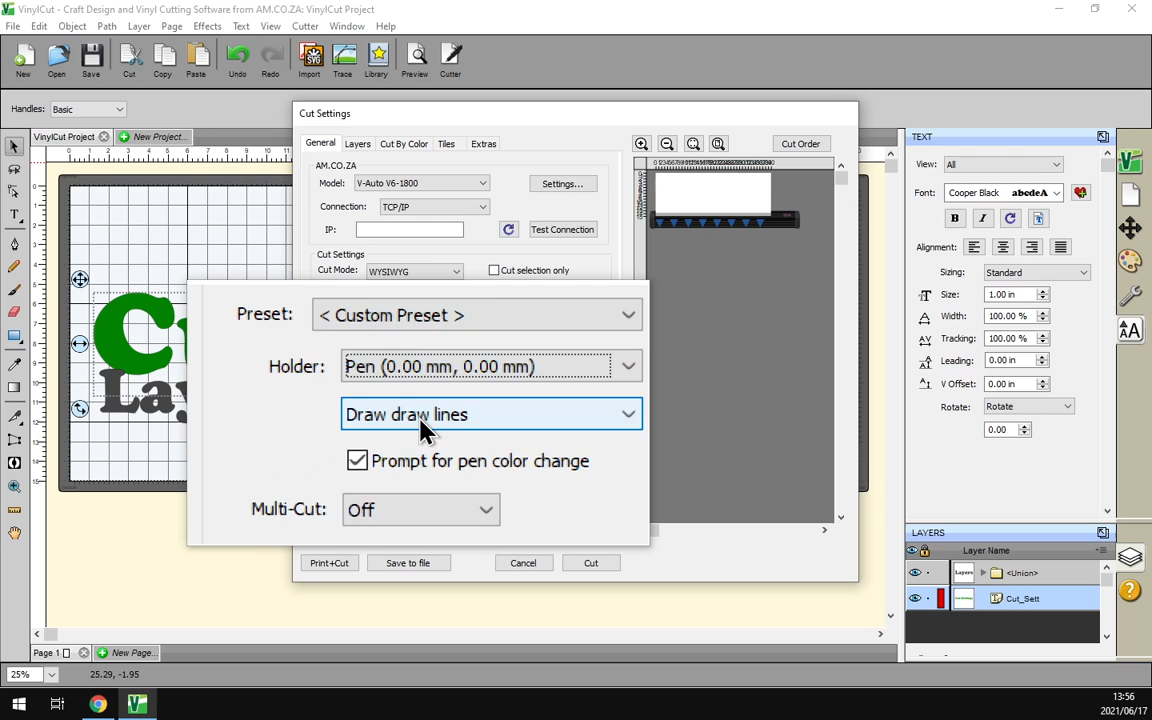 VinylCut - Craft Design and Vinyl Cutting Software from AM.CO.ZA: VinylCut Project
File Edit Object Path Layer Page Effects Text View Cutter Window Help
New Open Save Cut Copy Paste Undo Redo Import Trace Library Preview Cutter
Handles: Basic
VinylCut Project New Project...
Cut Settings
General Layers Cut By Color Tiles Extras
Cut Order
AM.CO.ZA
Model: V-Auto V6-1800 Settings...
Connection: TCP/IP
IP: Test Connection
Cut Settings
Cut Mode: WYSIWYG Cut selection only
Preset: < Custom Preset >
Holder: Pen (0.00 mm, 0.00 mm)
Draw draw lines
Prompt for pen color change
Multi-Cut: Off
Print+Cut Save to file Cancel Cut
TEXT
View: All
Font: Cooper Black abcdeA
B I
Alignment:
Sizing: Standard
Size: 1.00 in
Width: 100.00 %
Tracking: 100.00 %
Leading: 0.00 in
V Offset: 0.00 in
Rotate: Rotate
0.00
LAYERS
Layer Name
Layers <Union>
Cut_Sett
Page 1 New Page...
25% 25.29, -1.95
13:56
2021/06/17